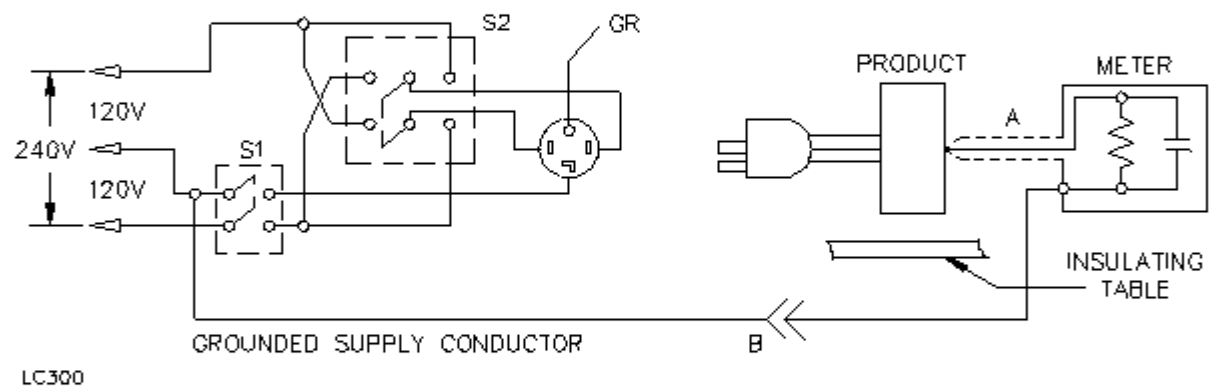 S2
GR
PRODUCT
METER
120V
A
240V
S1
120V
INSULATING
TABLE
GROUNDED SUPPLY CONDUCTOR
B
LC300